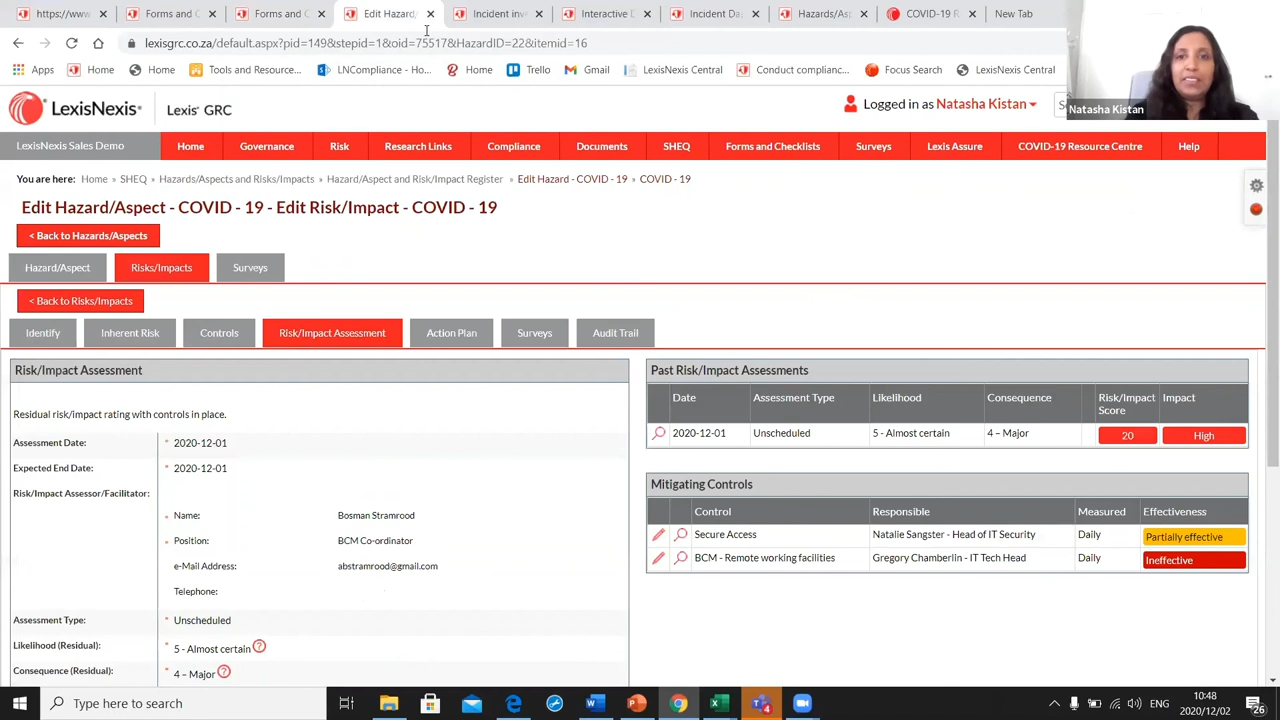 https://www
Forms and C
Forms and C
Edit Hazard/
Incident inv
Interactive D
Incident Da
Hazards/As
COVID-19 R
New Tab
lexisgrc.co.za/default.aspx?pid=149&stepid=1&oid=75517&HazardID=22&itemid=16
Apps
Home
Home
Tools and Resource...
LNCompliance - Ho...
Home
Trello
Gmail
LexisNexis Central
Conduct complianc...
Focus Search
LexisNexis Central
LexisNexis® Lexis® GRC
Logged in as Natasha Kistan
Natasha Kistan
LexisNexis Sales Demo
Home
Governance
Risk
Research Links
Compliance
Documents
SHEQ
Forms and Checklists
Surveys
Lexis Assure
COVID-19 Resource Centre
Help
You are here: Home » SHEQ » Hazards/Aspects and Risks/Impacts » Hazard/Aspect and Risk/Impact Register » Edit Hazard - COVID - 19 » COVID - 19
Edit Hazard/Aspect - COVID - 19 - Edit Risk/Impact - COVID - 19
< Back to Hazards/Aspects
Hazard/Aspect
Risks/Impacts
Surveys
< Back to Risks/Impacts
Identify
Inherent Risk
Controls
Risk/Impact Assessment
Action Plan
Surveys
Audit Trail
Risk/Impact Assessment
Residual risk/impact rating with controls in place.
Assessment Date: * 2020-12-01
Expected End Date: * 2020-12-01
Risk/Impact Assessor/Facilitator:
* Name: Bosman Stramrood
* Position: BCM Co-ordinator
e-Mail Address: abstramrood@gmail.com
Telephone:
Assessment Type: * Unscheduled
Likelihood (Residual): * 5 - Almost certain ?
Consequence (Residual): * 4 – Major ?
Past Risk/Impact Assessments
Date Assessment Type Likelihood Consequence Risk/Impact Score Impact
2020-12-01 Unscheduled 5 - Almost certain 4 – Major 20 High
Mitigating Controls
Control Responsible Measured Effectiveness
Secure Access Natalie Sangster - Head of IT Security Daily Partially effective
BCM - Remote working facilities Gregory Chamberlin - IT Tech Head Daily Ineffective
Type here to search
4
ENG
10:48
2020/12/02
26